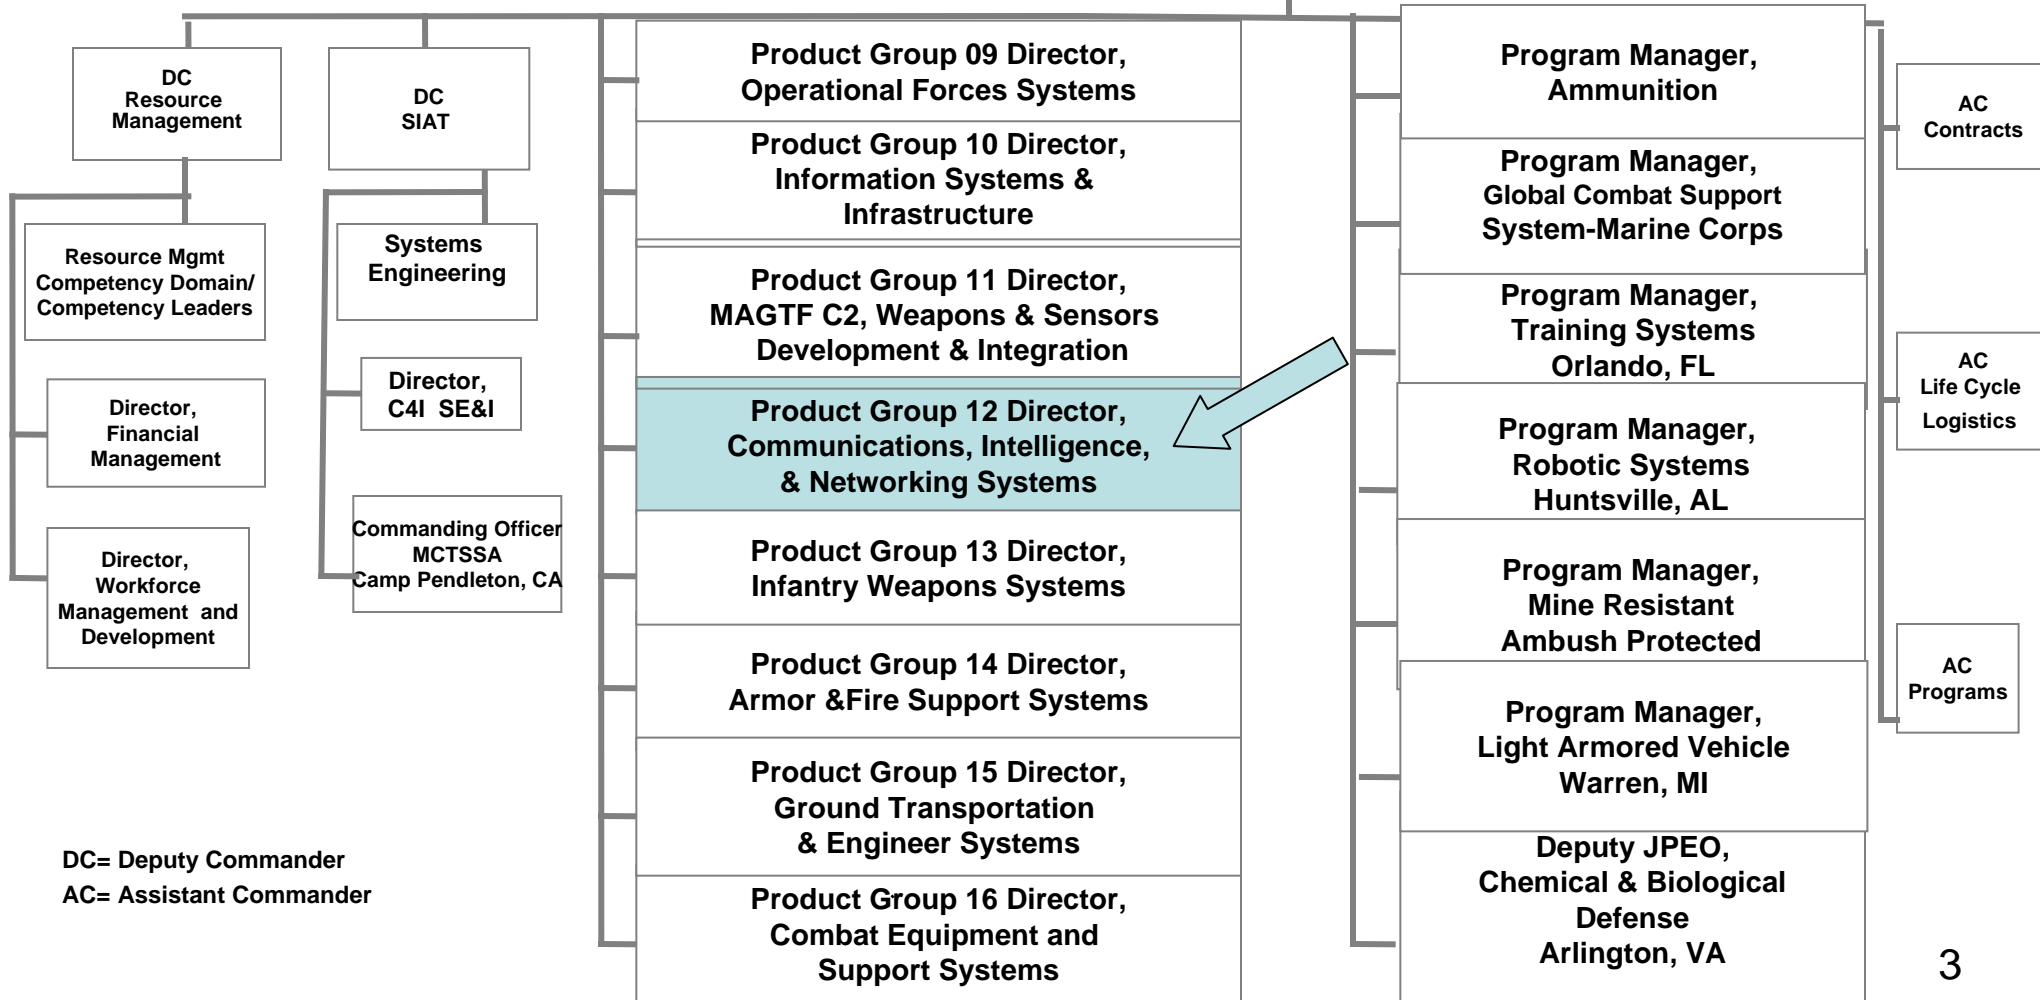 DC
Resource
Management
Resource Mgmt
Competency Domain/
Competency Leaders
Director,
Financial
Management
Director,
Workforce
Management and
Development
DC
SIAT
Systems
Engineering
Director,
C4I SE&I
Commanding Officer
MCTSSA
Camp Pendleton, CA
Product Group 09 Director,
Operational Forces Systems
Product Group 10 Director,
Information Systems &
Infrastructure
Product Group 11 Director,
MAGTF C2, Weapons & Sensors
Development & Integration
Product Group 12 Director,
Communications, Intelligence,
& Networking Systems
Product Group 13 Director,
Infantry Weapons Systems
Product Group 14 Director,
Armor &Fire Support Systems
Product Group 15 Director,
Ground Transportation
& Engineer Systems
Product Group 16 Director,
Combat Equipment and
Support Systems
Program Manager,
Ammunition
Program Manager,
Global Combat Support
System-Marine Corps
Program Manager,
Training Systems
Orlando, FL
Program Manager,
Robotic Systems
Huntsville, AL
Program Manager,
Mine Resistant
Ambush Protected
Program Manager,
Light Armored Vehicle
Warren, MI
Deputy JPEO,
Chemical & Biological
Defense
Arlington, VA
AC
Contracts
AC
Life Cycle
Logistics
AC
Programs
DC= Deputy Commander
AC= Assistant Commander
3